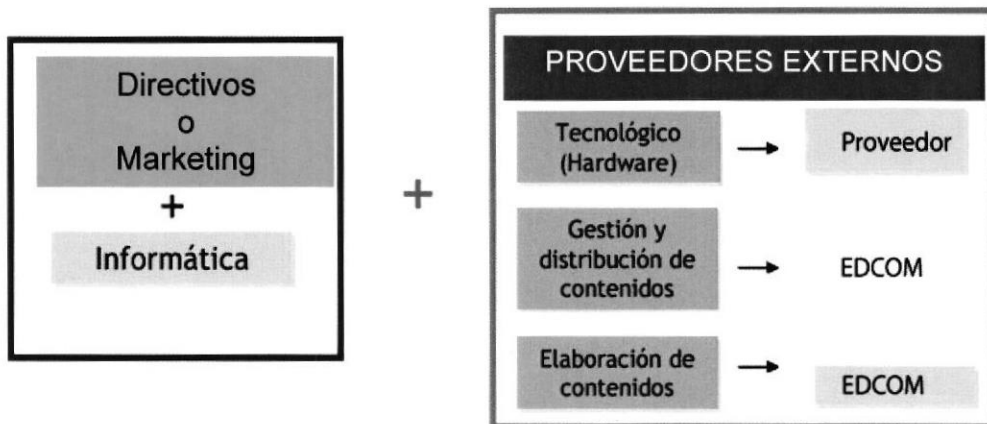 Directivos
o
Marketing
+
Informática
+
PROVEEDORES EXTERNOS
Tecnológico
(Hardware)
Proveedor
Gestión y
distribución de
contenidos
EDCOM
Elaboración de
contenidos
EDCOM